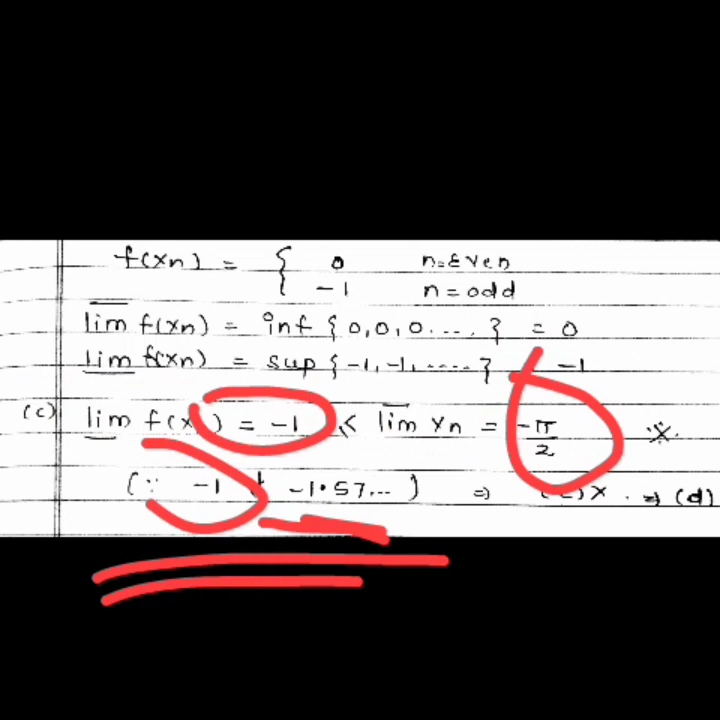 f(xn) = { 0 n=Even
-1 n=odd
lim f(xn) = inf {0,0,0....} = 0
lim f(xn) = sup {-1,-1,.....} -1
(c) lim f(x ) = -1 < lim xn = -π/2 ※
(∵ -1 -1.57...) ⇒ x . ⇒ (d)